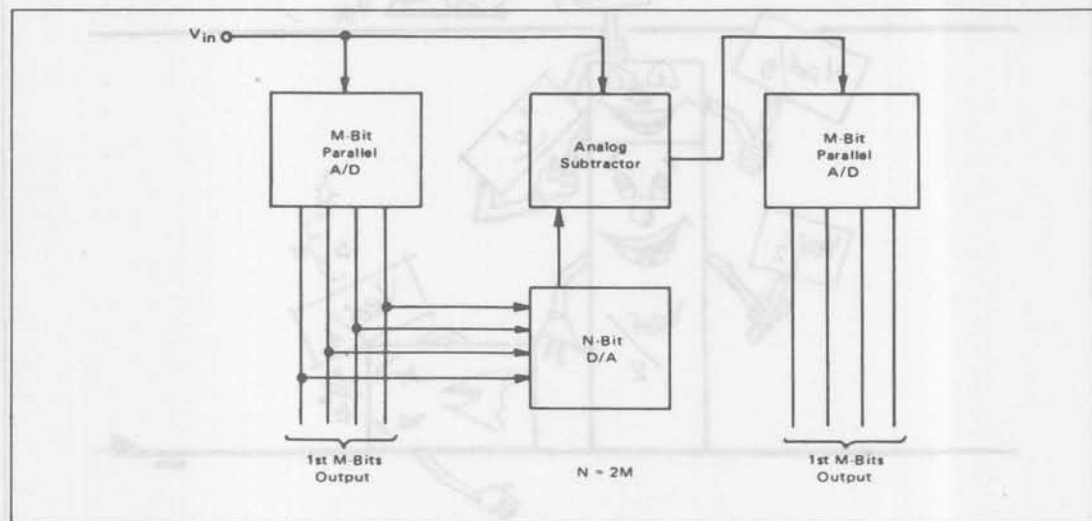 Vin
M-Bit
Parallel
A/D
Analog
Subtractor
M-Bit
Parallel
A/D
N-Bit
D/A
1st M-Bits
Output
N = 2M
1st M-Bits
Output